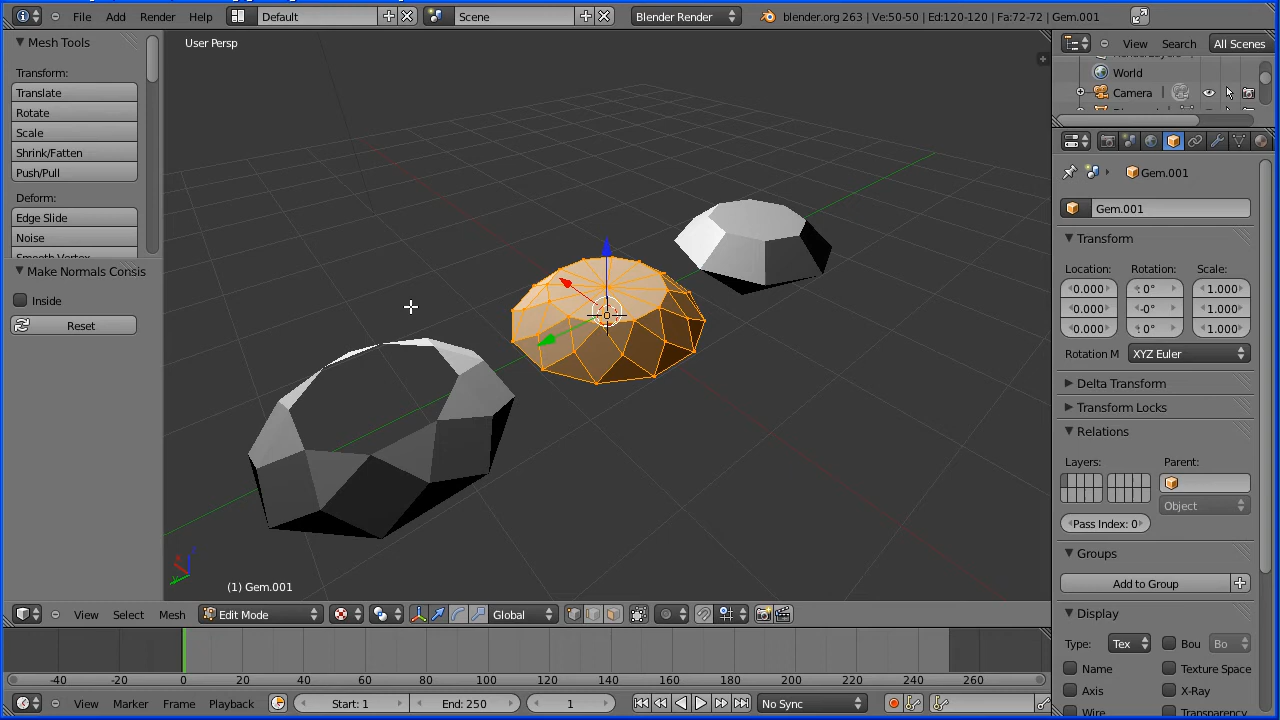 File Add Render Help Default Scene Blender Render blender.org 263 | Ve:50-50 | Ed:120-120 | Fa:72-72 | Gem.001
Mesh Tools
Transform:
Translate
Rotate
Scale
Shrink/Fatten
Push/Pull
Deform:
Edge Slide
Noise
Smooth Vertex
Make Normals Consis
Inside
Reset
User Persp
(1) Gem.001
View Select Mesh Edit Mode Global
-40 -20 0 20 40 60 80 100 120 140 160 180 200 220 240 260
View Marker Frame Playback Start: 1 End: 250 1 No Sync
View Search All Scenes
World
Camera
Gem.001
Gem.001
Transform
Location: Rotation: Scale:
0.000 0° 1.000
0.000 -0° 1.000
0.000 0° 1.000
Rotation M XYZ Euler
Delta Transform
Transform Locks
Relations
Layers: Parent:
Object
Pass Index: 0
Groups
Add to Group
Display
Type: Tex Bou Bo
Name Texture Space
Axis X-Ray
Wire Transparency